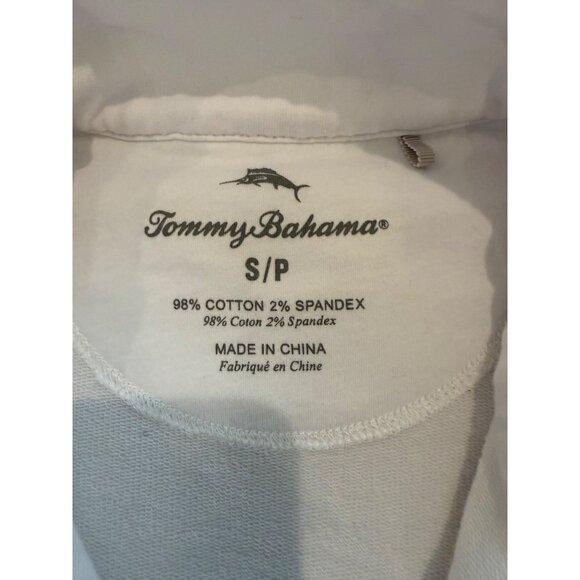 Tommy Bahama®
S/P
98% COTTON 2% SPANDEX
98% Coton 2% Spandex
MADE IN CHINA
Fabriqué en Chine